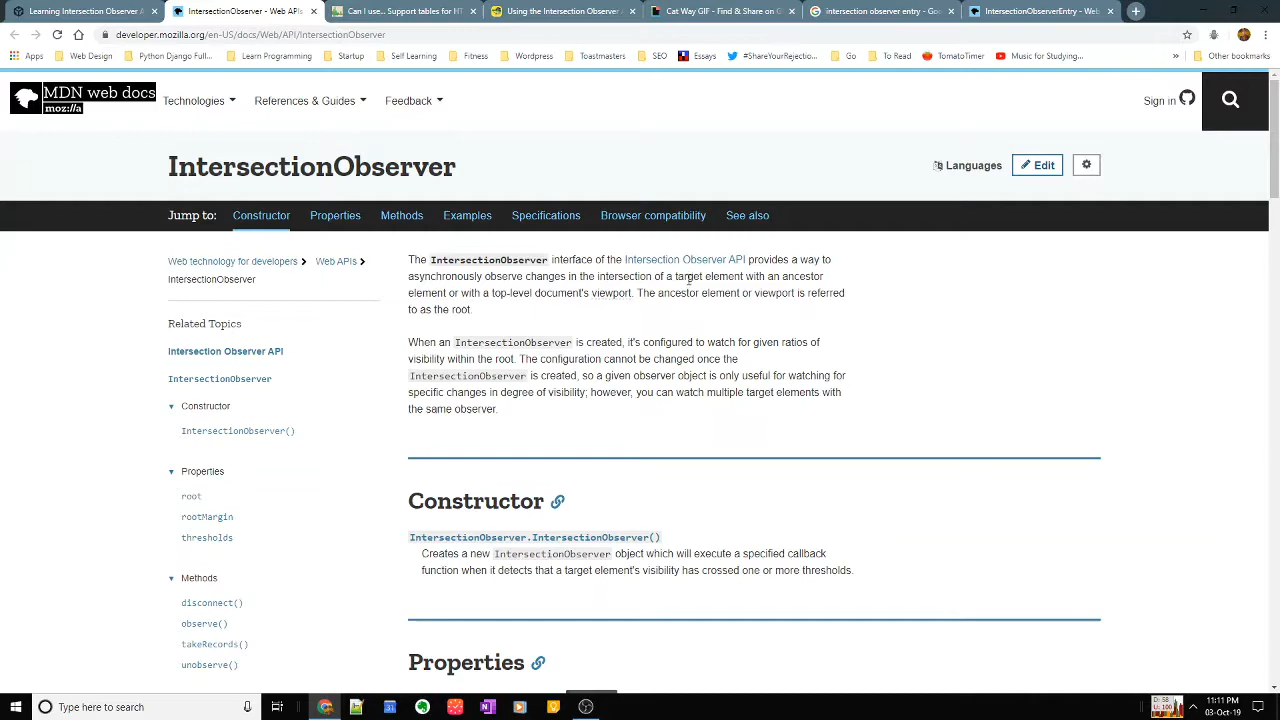 Learning Intersection Observer A
IntersectionObserver - Web APIs
Can I use... Support tables for HT
Using the Intersection Observer
Cat Way GIF - Find & Share on G
intersection observer entry - Goo
IntersectionObserverEntry - Web
developer.mozilla.org/en-US/docs/Web/API/IntersectionObserver
Apps
Web Design
Python Django Full...
Learn Programming
Startup
Self Learning
Fitness
Wordpress
Toastmasters
SEO
Essays
#ShareYourRejectio...
Go
To Read
TomatoTimer
Music for Studying...
»
Other bookmarks
MDN web docs
moz://a
Technologies
References & Guides
Feedback
Sign in
IntersectionObserver
Languages
Edit
Jump to:
Constructor
Properties
Methods
Examples
Specifications
Browser compatibility
See also
Web technology for developers
Web APIs
IntersectionObserver
Related Topics
Intersection Observer API
IntersectionObserver
Constructor
IntersectionObserver()
Properties
root
rootMargin
thresholds
Methods
disconnect()
observe()
takeRecords()
unobserve()
The IntersectionObserver interface of the Intersection Observer API provides a way to
asynchronously observe changes in the intersection of a target element with an ancestor
element or with a top-level document's viewport. The ancestor element or viewport is referred
to as the root.
When an IntersectionObserver is created, it's configured to watch for given ratios of
visibility within the root. The configuration cannot be changed once the
IntersectionObserver is created, so a given observer object is only useful for watching for
specific changes in degree of visibility; however, you can watch multiple target elements with
the same observer.
Constructor
IntersectionObserver.IntersectionObserver()
Creates a new IntersectionObserver object which will execute a specified callback
function when it detects that a target element's visibility has crossed one or more thresholds.
Properties
Type here to search
D: 58
U: 100
11:11 PM
03-Oct-19